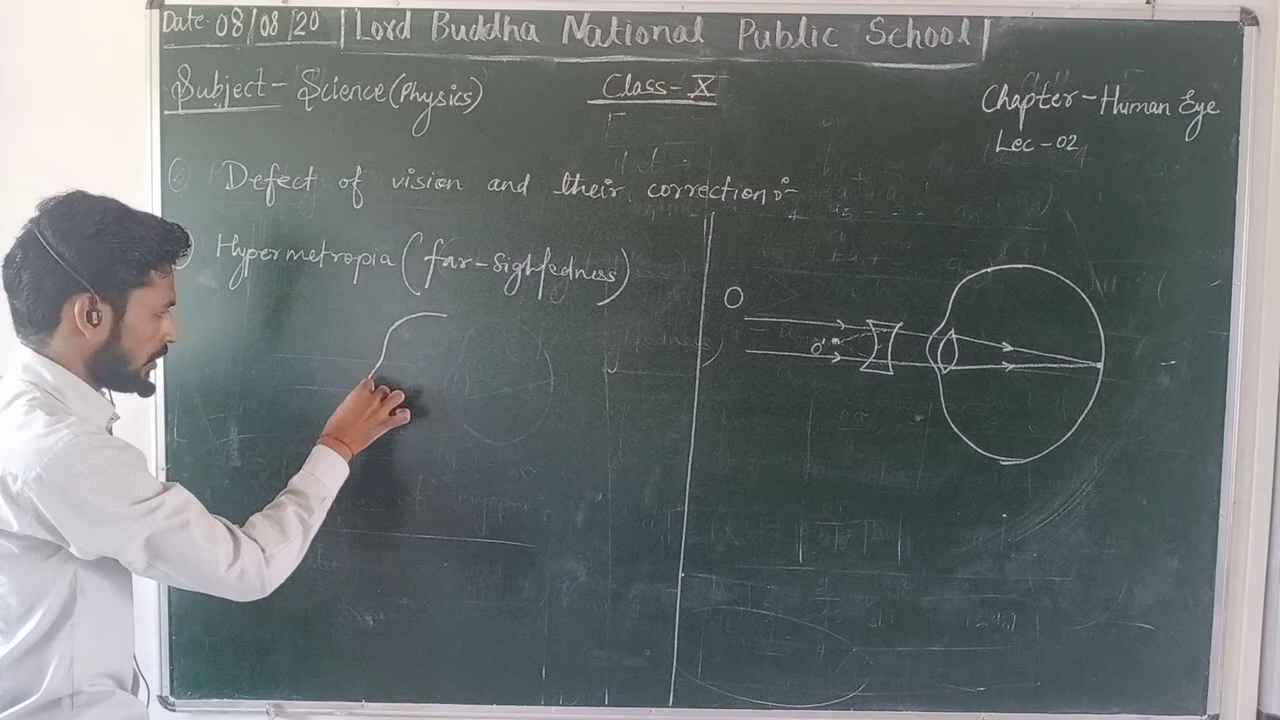 Date 08/08/20 Lord Buddha National Public School
Subject - Science (Physics) Class - X Chapter - Human Eye
Lec - 02
Defect of vision and their correction :-
Hypermetropia (far-sightedness)
O
O'